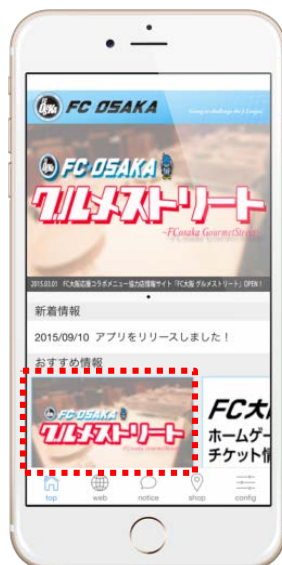 FC OSAKA
Going to challenge the J League!
FC OSAKA
グルメストリート
~FCosaka GourmetStreet~
2015.03.01 FC大阪応援コラボメニュー協力店情報サイト「FC大阪 グルメストリート」OPEN！
新着情報
2015/09/10 アプリをリリースしました！
おすすめ情報
FC OSAKA
グルメストリート
~FCosaka GourmetStreet~
FC大
ホームゲー
チケット情
top
web
notice
shop
config